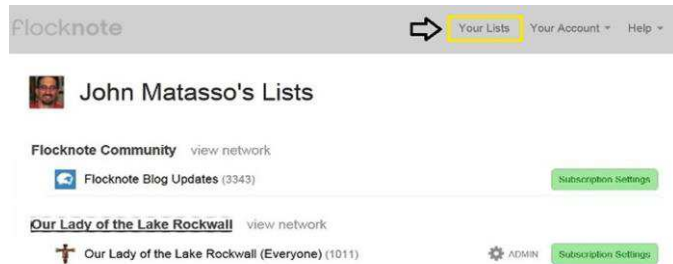 flocknote
Your Lists Your Account Help
John Matasso's Lists
Flocknote Community view network
Flocknote Blog Updates (3343) Subscription Settings
Our Lady of the Lake Rockwall view network
Our Lady of the Lake Rockwall (Everyone) (1011) ADMIN Subscription Settings